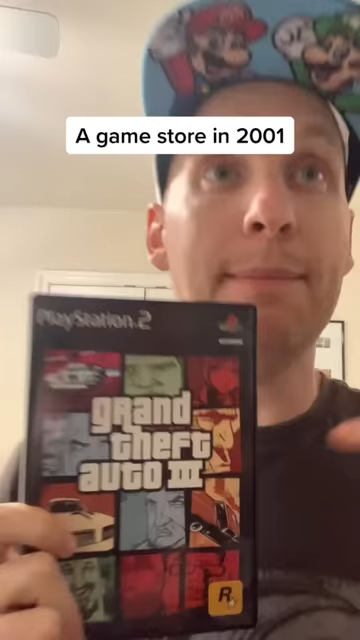 A game store in 2001
PlayStation 2
grand
theft
auto III
R